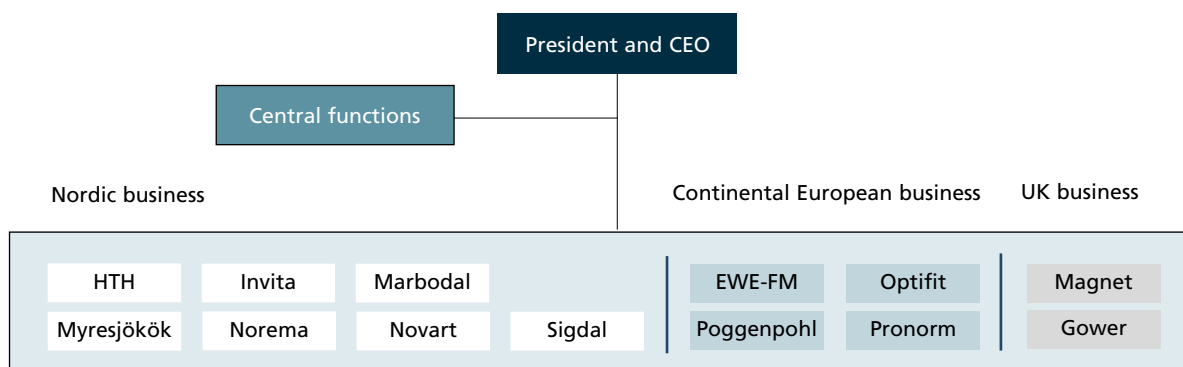 President and CEO
Central functions
Nordic business
Continental European business
UK business
HTH
Invita
Marbodal
EWE-FM
Optifit
Magnet
Myresjökök
Norema
Novart
Sigdal
Poggenpohl
Pronorm
Gower